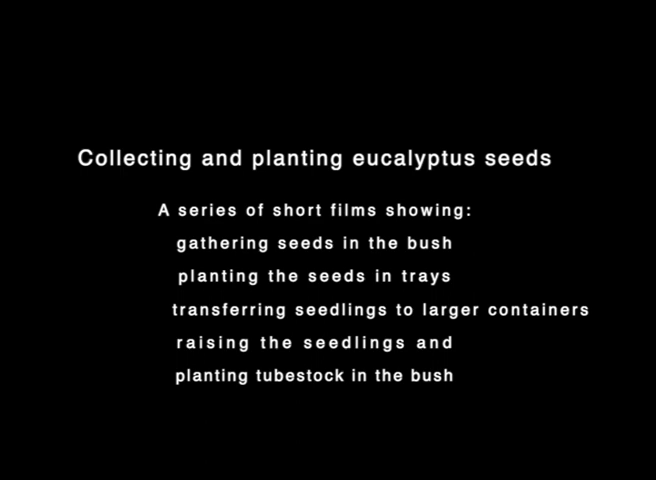 Collecting and planting eucalyptus seeds
A series of short films showing:
gathering seeds in the bush
planting the seeds in trays
transferring seedlings to larger containers
raising the seedlings and
planting tubestock in the bush